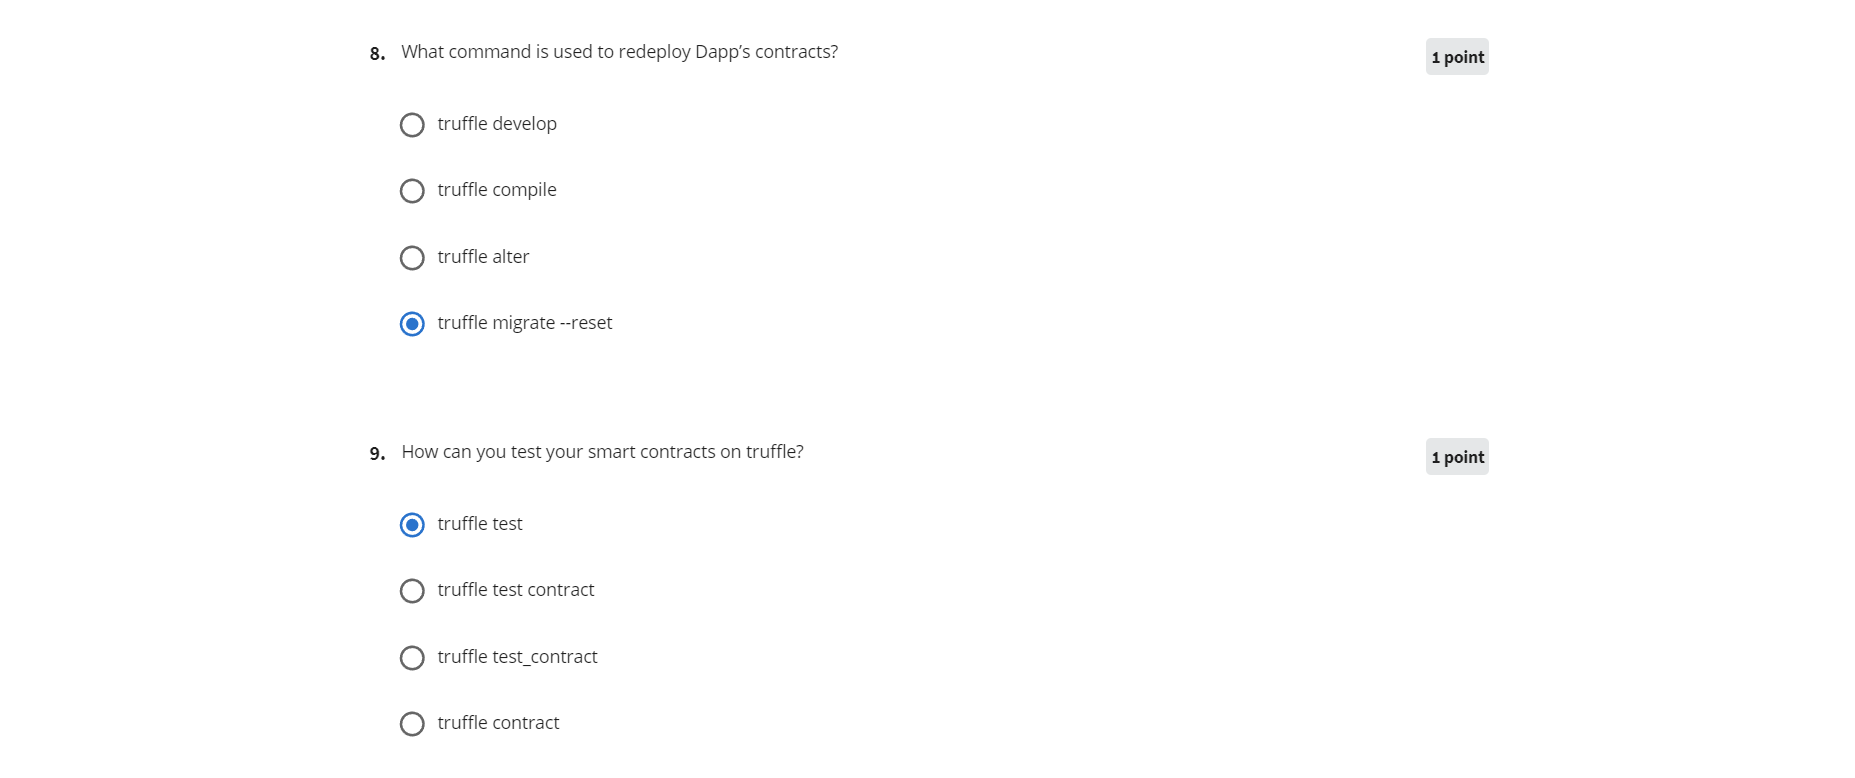 8. What command is used to redeploy Dapp’s contracts?
1 point
truffle develop
truffle compile
truffle alter
truffle migrate --reset
9. How can you test your smart contracts on truffle?
1 point
truffle test
truffle test contract
truffle test_contract
truffle contract